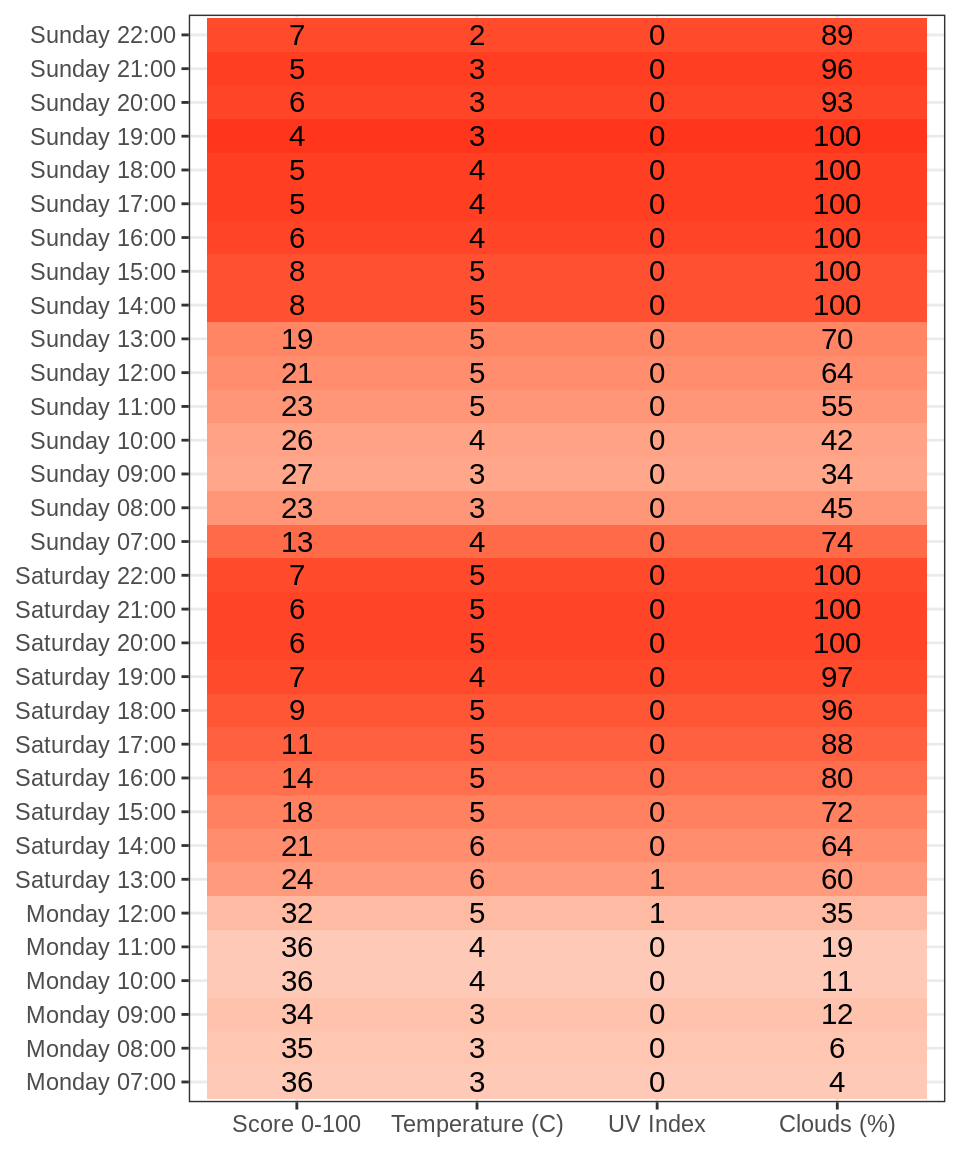 Sunday 22:00 7 2 0 89
Sunday 21:00 5 3 0 96
Sunday 20:00 6 3 0 93
Sunday 19:00 4 3 0 100
Sunday 18:00 5 4 0 100
Sunday 17:00 5 4 0 100
Sunday 16:00 6 4 0 100
Sunday 15:00 8 5 0 100
Sunday 14:00 8 5 0 100
Sunday 13:00 19 5 0 70
Sunday 12:00 21 5 0 64
Sunday 11:00 23 5 0 55
Sunday 10:00 26 4 0 42
Sunday 09:00 27 3 0 34
Sunday 08:00 23 3 0 45
Sunday 07:00 13 4 0 74
Saturday 22:00 7 5 0 100
Saturday 21:00 6 5 0 100
Saturday 20:00 6 5 0 100
Saturday 19:00 7 4 0 97
Saturday 18:00 9 5 0 96
Saturday 17:00 11 5 0 88
Saturday 16:00 14 5 0 80
Saturday 15:00 18 5 0 72
Saturday 14:00 21 6 0 64
Saturday 13:00 24 6 1 60
Monday 12:00 32 5 1 35
Monday 11:00 36 4 0 19
Monday 10:00 36 4 0 11
Monday 09:00 34 3 0 12
Monday 08:00 35 3 0 6
Monday 07:00 36 3 0 4
Score 0-100 Temperature (C) UV Index Clouds (%)